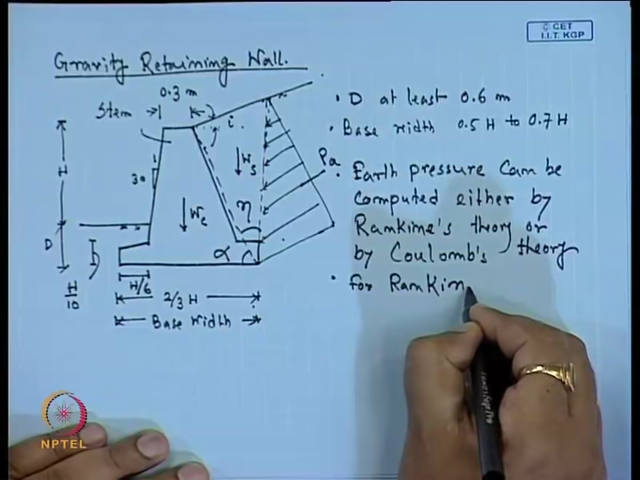 © CET
I.I.T. KGP
Gravity Retaining Wall.
0.3 m
Stem
i
H
30
1
Ws
Pa
Wc
η
α
D
H/10
H/6
2/3 H
Base width
• D at least 0.6 m
• Base width 0.5 H to 0.7 H
• Earth pressure can be
computed either by
Rankine's theory or
by Coulomb's theory
• for Rankin
NPTEL